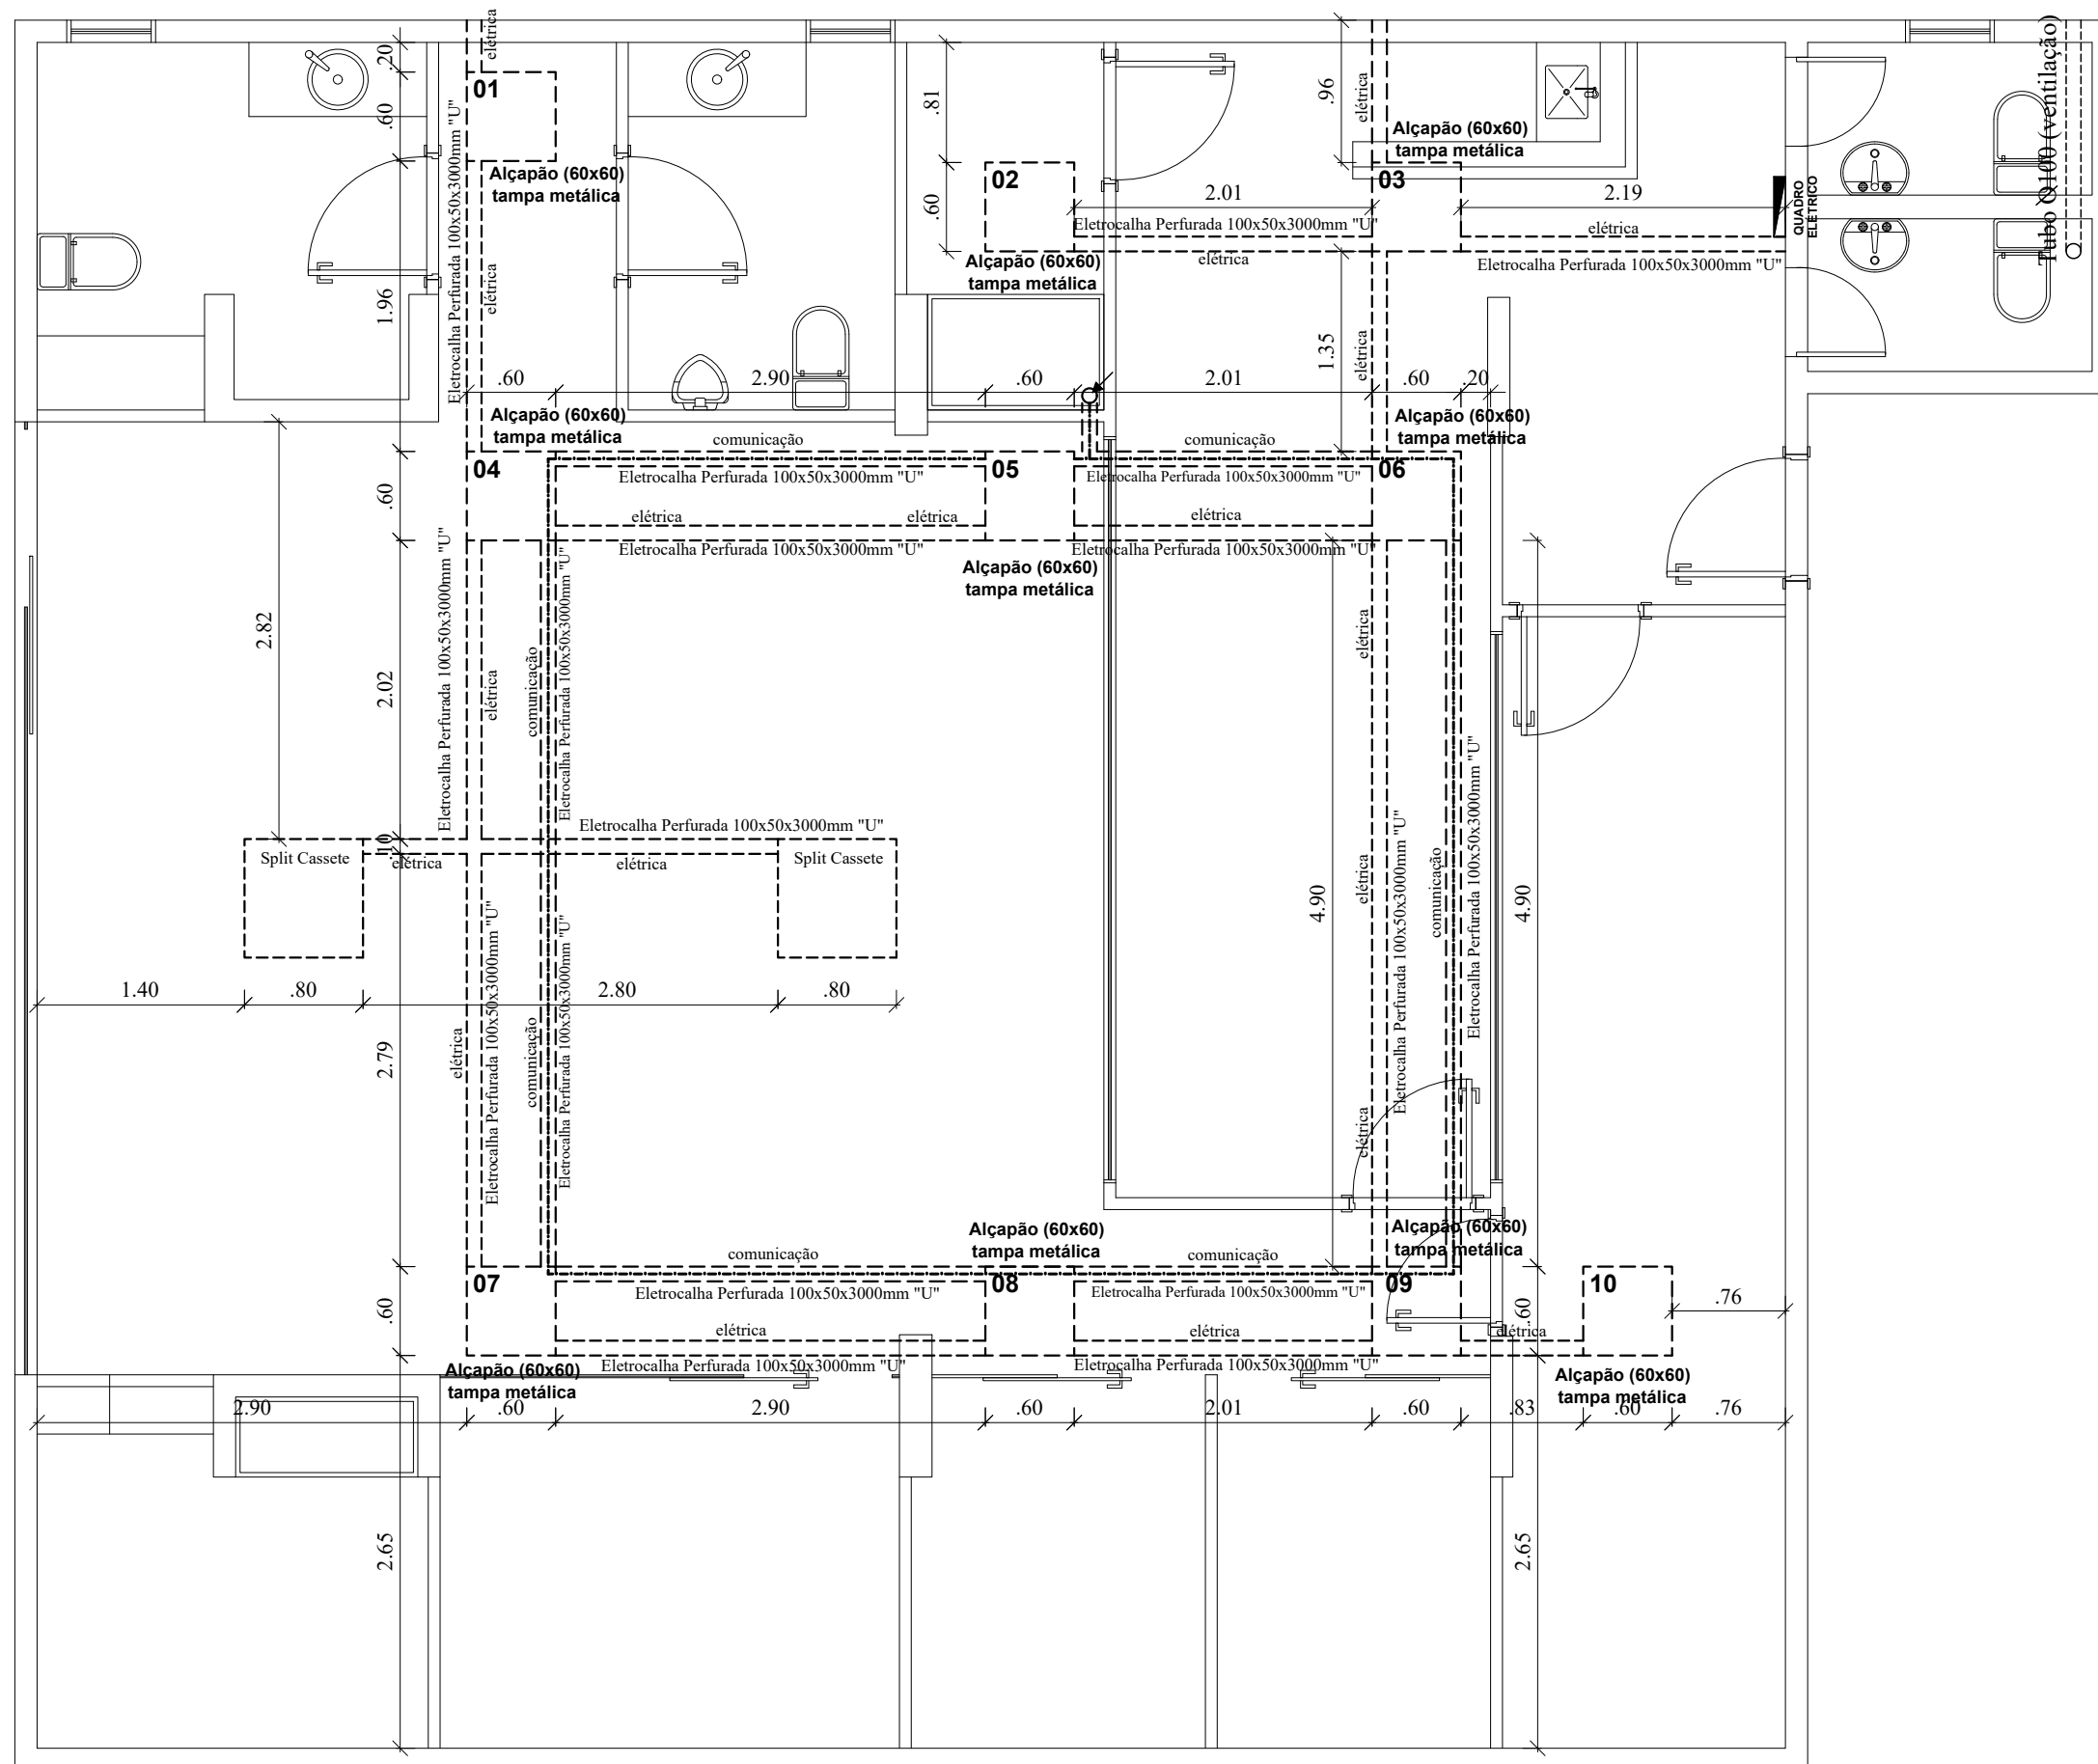 elétrica
Tubo Q100 (ventilação)
.20
01
.60
Eletrocalha Perfurada 100x50x3000mm "U"
Alçapão (60x60)
tampa metálica
.81
.96
elétrica
Alçapão (60x60)
tampa metálica
02
03
.60
2.01
2.19
QUADRO
ELÉTRICO
Eletrocalha Perfurada 100x50x3000mm "U"
elétrica
elétrica
Alçapão (60x60)
tampa metálica
Eletrocalha Perfurada 100x50x3000mm "U"
1.96
elétrica
1.35
elétrica
.60
2.90
.60
2.01
.60
.20
Alçapão (60x60)
tampa metálica
Alçapão (60x60)
tampa metálica
comunicação
comunicação
04
05
06
Eletrocalha Perfurada 100x50x3000mm "U"
Eletrocalha Perfurada 100x50x3000mm "U"
.60
elétrica
elétrica
elétrica
Eletrocalha Perfurada 100x50x3000mm "U"
Eletrocalha Perfurada 100x50x3000mm "U"
Alçapão (60x60)
tampa metálica
2.82
2.02
Eletrocalha Perfurada 100x50x3000mm "U"
elétrica
comunicação
Eletrocalha Perfurada 100x50x3000mm "U"
elétrica
Eletrocalha Perfurada 100x50x3000mm "U"
Eletrocalha Perfurada 100x50x3000mm "U"
.10
Split Cassete
elétrica
elétrica
Split Cassete
4.90
elétrica
Eletrocalha Perfurada 100x50x3000mm "U"
comunicação
4.90
1.40
.80
2.80
.80
2.79
elétrica
Eletrocalha Perfurada 100x50x3000mm "U"
comunicação
Eletrocalha Perfurada 100x50x3000mm "U"
elétrica
Alçapão (60x60)
tampa metálica
Alçapão (60x60)
tampa metálica
comunicação
comunicação
07
08
09
10
Eletrocalha Perfurada 100x50x3000mm "U"
Eletrocalha Perfurada 100x50x3000mm "U"
.60
.60
.76
elétrica
elétrica
elétrica
Eletrocalha Perfurada 100x50x3000mm "U"
Eletrocalha Perfurada 100x50x3000mm "U"
Alçapão (60x60)
tampa metálica
Alçapão (60x60)
tampa metálica
2.90
.60
2.90
.60
2.01
.60
.83
.60
.76
2.65
2.65